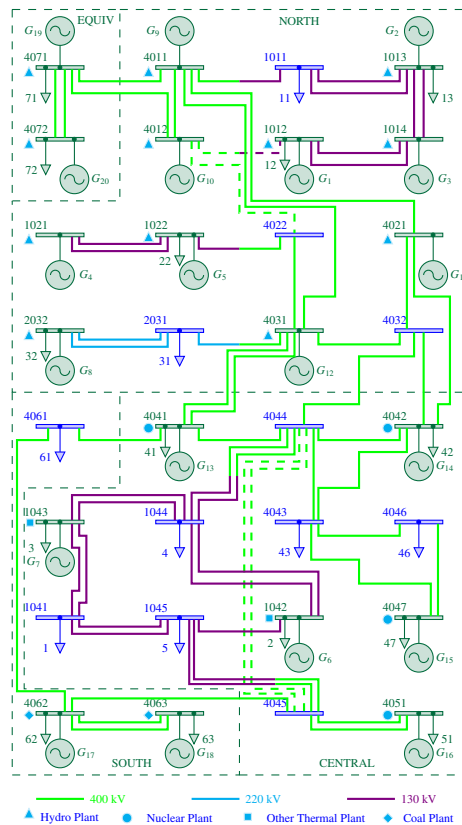 EQUIV NORTH
G19 G9 G2
4071 4011 1011 1013
71 11 13
4072 4012 1012 1014
72 12
G20 G10 G1 G3
1021 1022 4022 4021
22
G4 G5 G1
2032 2031 4031 4032
32 31
G8 G12
4061 4041 4044 4042
61 41 42
G13 G14
1043 1044 4043 4046
3 4 43 46
G7
1041 1045 1042 4047
1 5 2 47
G6 G15
4062 4063 4045 4051
62 63 51
G17 G18 G16
SOUTH CENTRAL
400 kV 220 kV 130 kV
Hydro Plant Nuclear Plant Other Thermal Plant Coal Plant